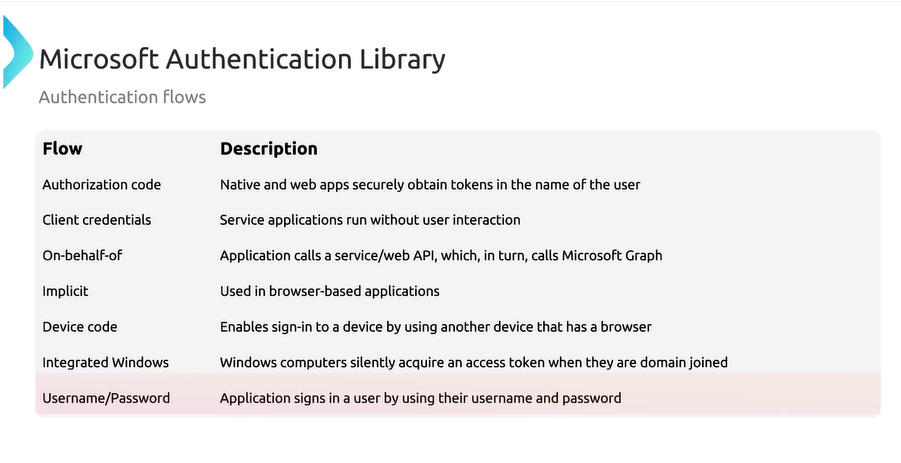 Microsoft Authentication Library
Authentication flows
Flow Description
Authorization code Native and web apps securely obtain tokens in the name of the user
Client credentials Service applications run without user interaction
On-behalf-of Application calls a service/web API, which, in turn, calls Microsoft Graph
Implicit Used in browser-based applications
Device code Enables sign-in to a device by using another device that has a browser
Integrated Windows Windows computers silently acquire an access token when they are domain joined
Username/Password Application signs in a user by using their username and password